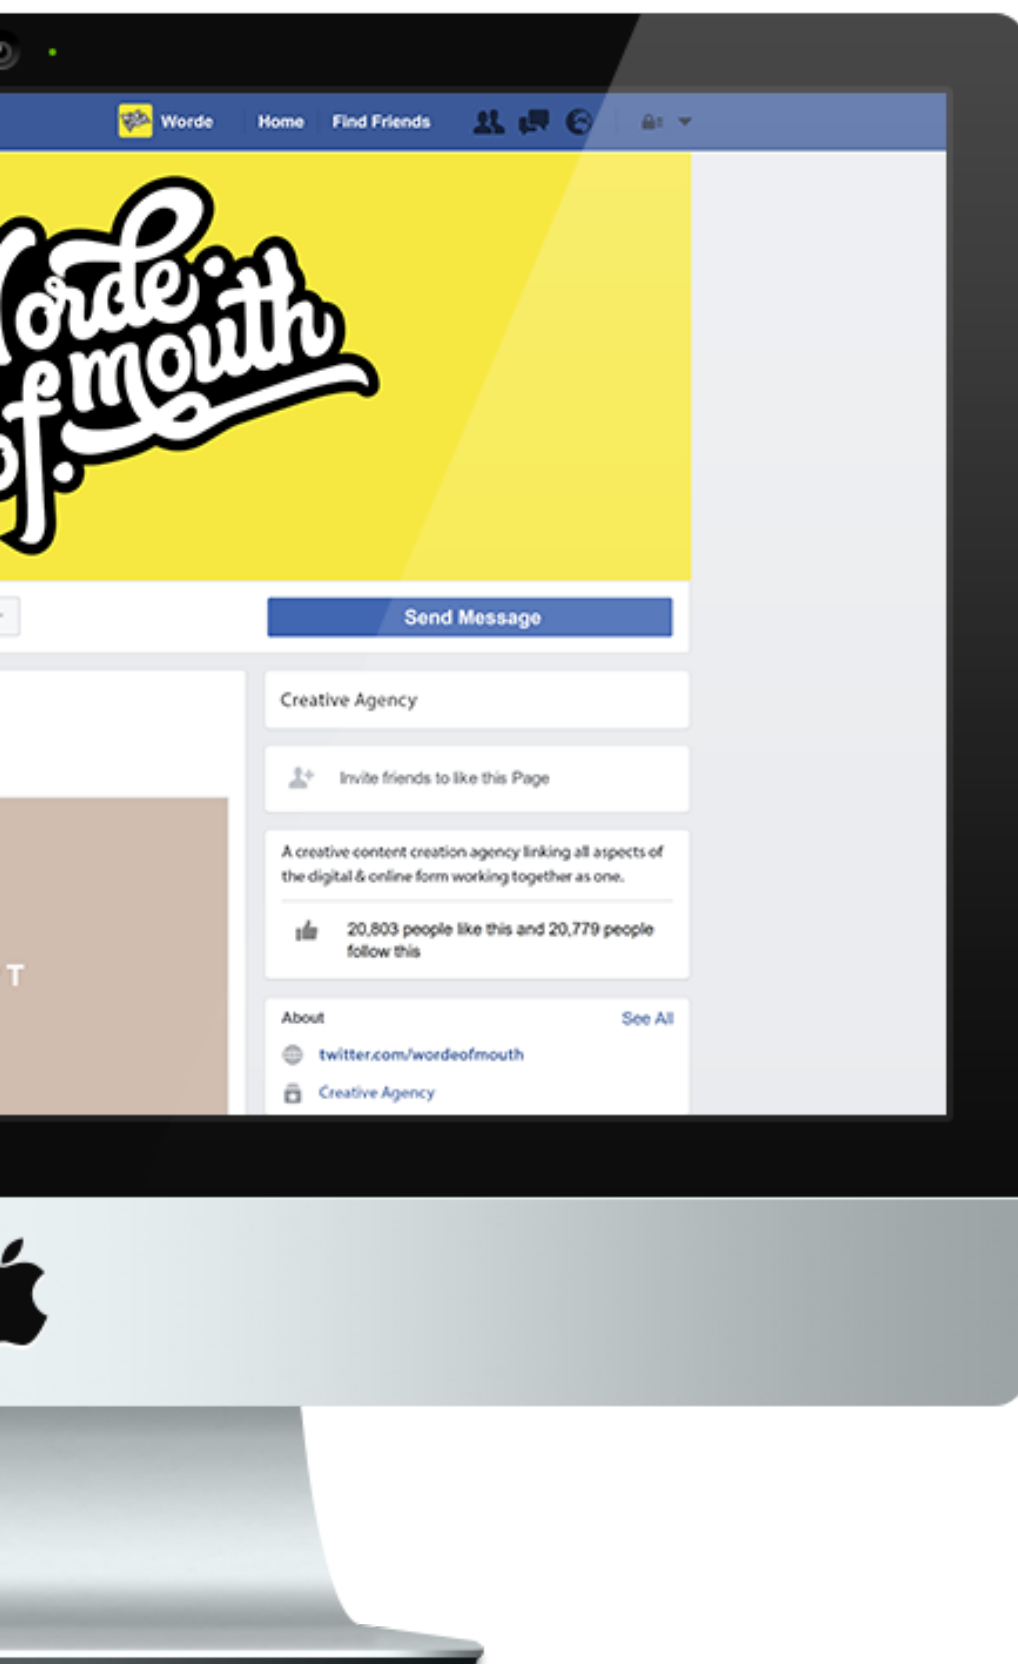 Worde Home Find Friends
orde
of mouth
Send Message
Creative Agency
Invite friends to like this Page
A creative content creation agency linking all aspects of
the digital & online form working together as one.
20,803 people like this and 20,779 people
follow this
T
About See All
twitter.com/wordeofmouth
Creative Agency